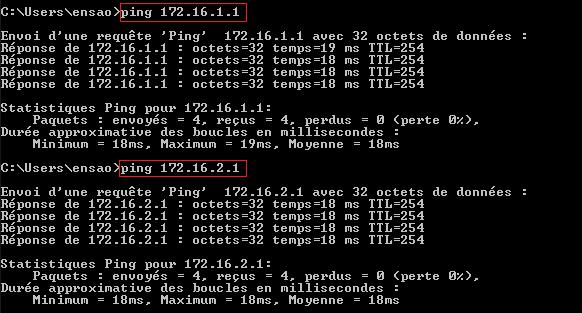 C:\Users\ensao>ping 172.16.1.1
Envoi d'une requête 'Ping'  172.16.1.1 avec 32 octets de données :
Réponse de 172.16.1.1 : octets=32 temps=19 ms TTL=254
Réponse de 172.16.1.1 : octets=32 temps=18 ms TTL=254
Réponse de 172.16.1.1 : octets=32 temps=18 ms TTL=254
Réponse de 172.16.1.1 : octets=32 temps=18 ms TTL=254
Statistiques Ping pour 172.16.1.1:
Paquets : envoyés = 4, reçus = 4, perdus = 0 (perte 0%),
Durée approximative des boucles en millisecondes :
Minimum = 18ms, Maximum = 19ms, Moyenne = 18ms
C:\Users\ensao>ping 172.16.2.1
Envoi d'une requête 'Ping'  172.16.2.1 avec 32 octets de données :
Réponse de 172.16.2.1 : octets=32 temps=18 ms TTL=254
Réponse de 172.16.2.1 : octets=32 temps=18 ms TTL=254
Réponse de 172.16.2.1 : octets=32 temps=18 ms TTL=254
Réponse de 172.16.2.1 : octets=32 temps=18 ms TTL=254
Statistiques Ping pour 172.16.2.1:
Paquets : envoyés = 4, reçus = 4, perdus = 0 (perte 0%),
Durée approximative des boucles en millisecondes :
Minimum = 18ms, Maximum = 18ms, Moyenne = 18ms